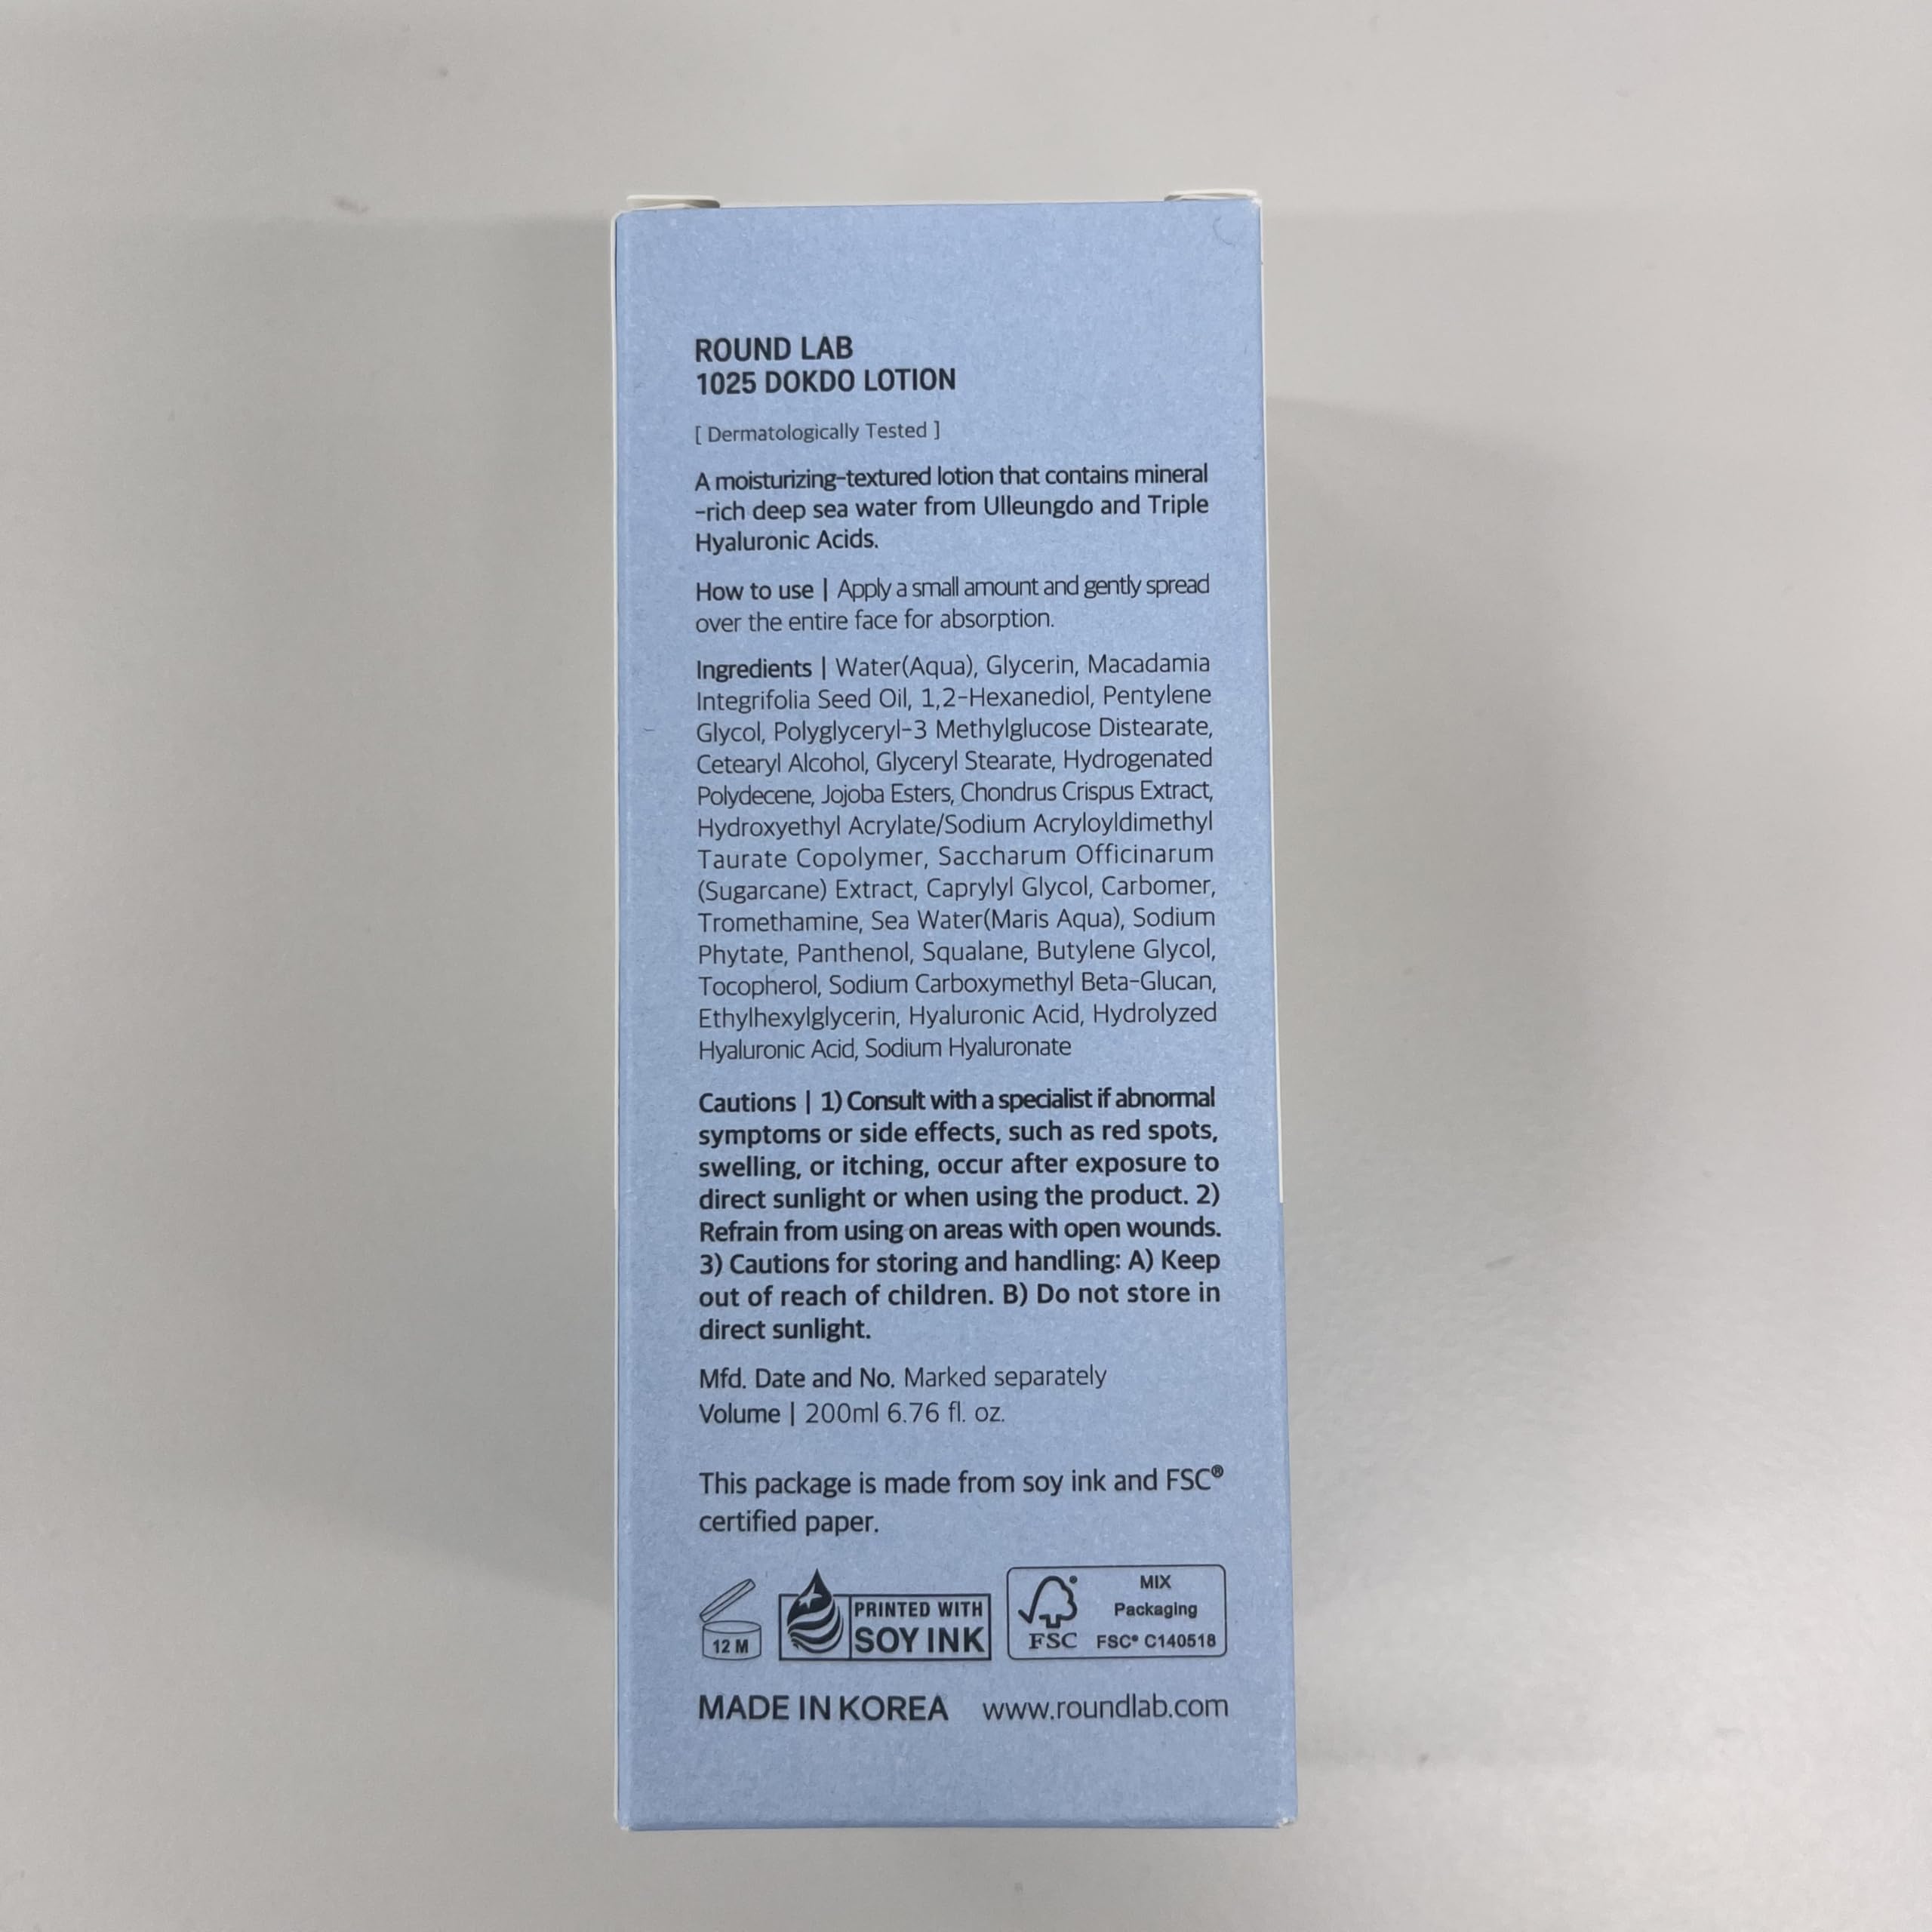 ROUND LAB
1025 DOKDO LOTION
[ Dermatologically Tested ]
A moisturizing-textured lotion that contains mineral
-rich deep sea water from Ulleungdo and Triple
Hyaluronic Acids.
How to use | Apply a small amount and gently spread
over the entire face for absorption.
Ingredients | Water(Aqua), Glycerin, Macadamia
Integrifolia Seed Oil, 1,2-Hexanediol, Pentylene
Glycol, Polyglyceryl-3 Methylglucose Distearate,
Cetearyl Alcohol, Glyceryl Stearate, Hydrogenated
Polydecene, Jojoba Esters, Chondrus Crispus Extract,
Hydroxyethyl Acrylate/Sodium Acryloyldimethyl
Taurate Copolymer, Saccharum Officinarum
(Sugarcane) Extract, Caprylyl Glycol, Carbomer,
Tromethamine, Sea Water(Maris Aqua), Sodium
Phytate, Panthenol, Squalane, Butylene Glycol,
Tocopherol, Sodium Carboxymethyl Beta-Glucan,
Ethylhexylglycerin, Hyaluronic Acid, Hydrolyzed
Hyaluronic Acid, Sodium Hyaluronate
Cautions | 1) Consult with a specialist if abnormal
symptoms or side effects, such as red spots,
swelling, or itching, occur after exposure to
direct sunlight or when using the product. 2)
Refrain from using on areas with open wounds.
3) Cautions for storing and handling: A) Keep
out of reach of children. B) Do not store in
direct sunlight.
Mfd. Date and No. Marked separately
Volume | 200ml 6.76 fl. oz.
This package is made from soy ink and FSC®
certified paper.
12 M
PRINTED WITH
SOY INK
FSC
MIX
Packaging
FSC® C140518
MADE IN KOREA www.roundlab.com